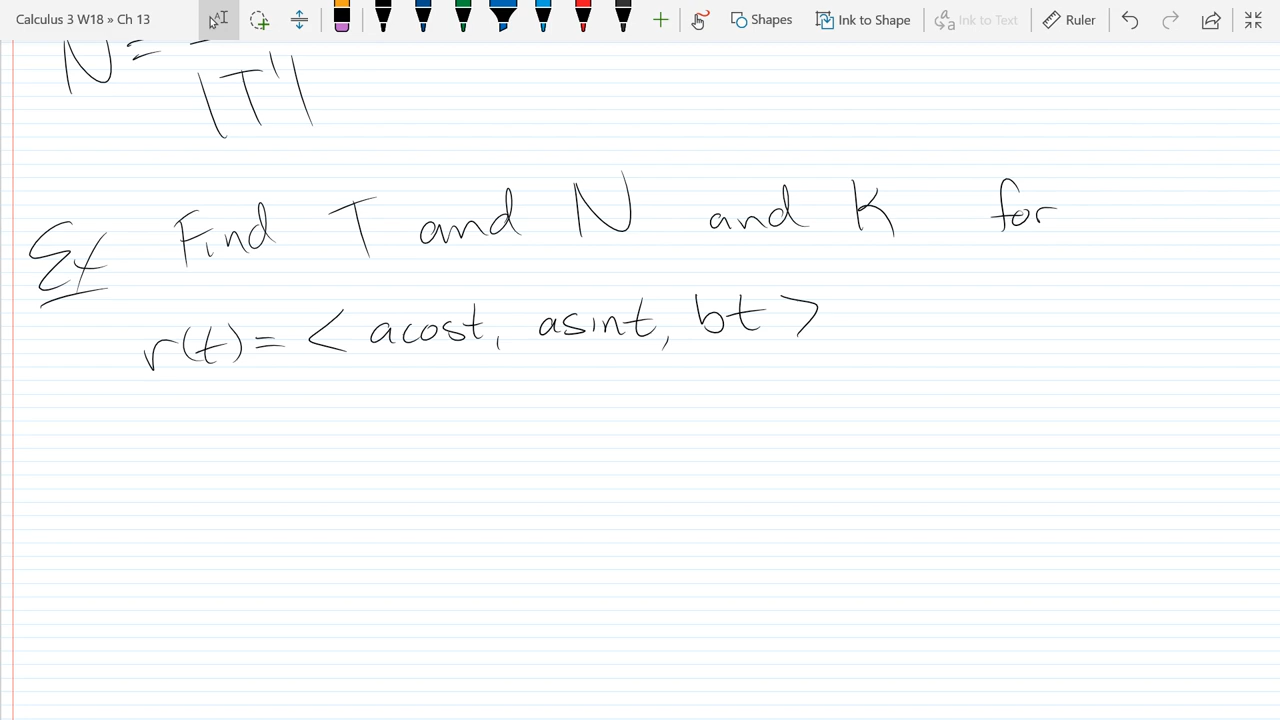 Calculus 3 W18 » Ch 13
Shapes
Ink to Shape
Ink to Text
Ruler
N =
|T'|
Ex Find T and N and K for
r(t) = < acost, asint, bt >